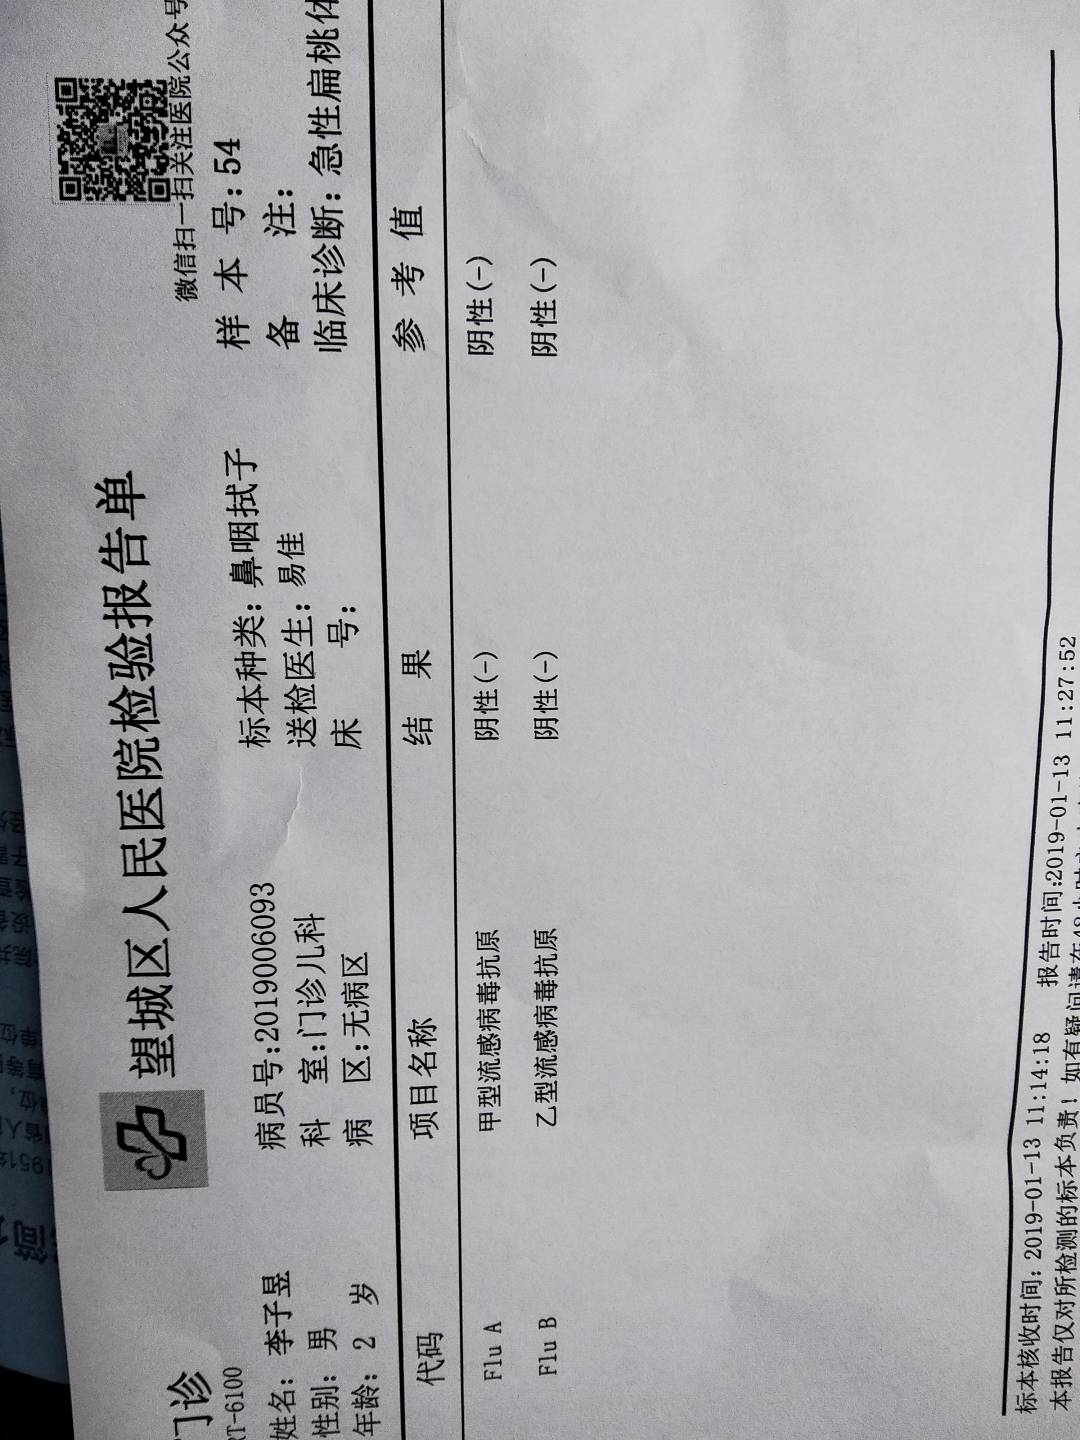 微信扫一扫关注医院公众号
门诊
望城区人民医院检验报告单
RT-6100
姓名: 李子昱 病员号:2019006093 标本种类: 鼻咽拭子 样本号:54
性别: 男 科室:门诊儿科 送检医生: 易佳 备注:
年龄: 2 岁 病区:无病区 床号: 临床诊断: 急性扁桃体
代码 项目名称 结果 参考值
Flu A 甲型流感病毒抗原 阴性(-) 阴性(-)
Flu B 乙型流感病毒抗原 阴性(-) 阴性(-)
标本核收时间: 2019-01-13 11:14:18 报告时间:2019-01-13 11:27:52
本报告仅对所检测的标本负责! 如有疑问请在48小时